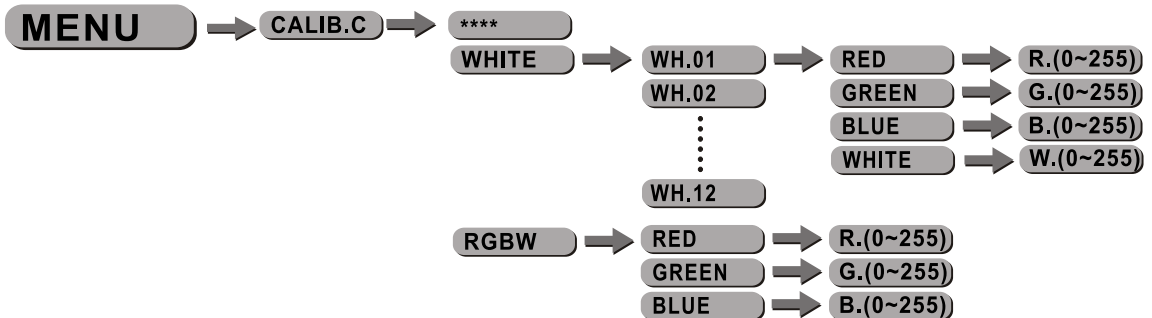 MENU CALIB.C ****
WHITE WH.01 RED R.(0~255)
WH.02 GREEN G.(0~255)
BLUE B.(0~255)
WHITE W.(0~255)
WH.12
RGBW RED R.(0~255)
GREEN G.(0~255)
BLUE B.(0~255)